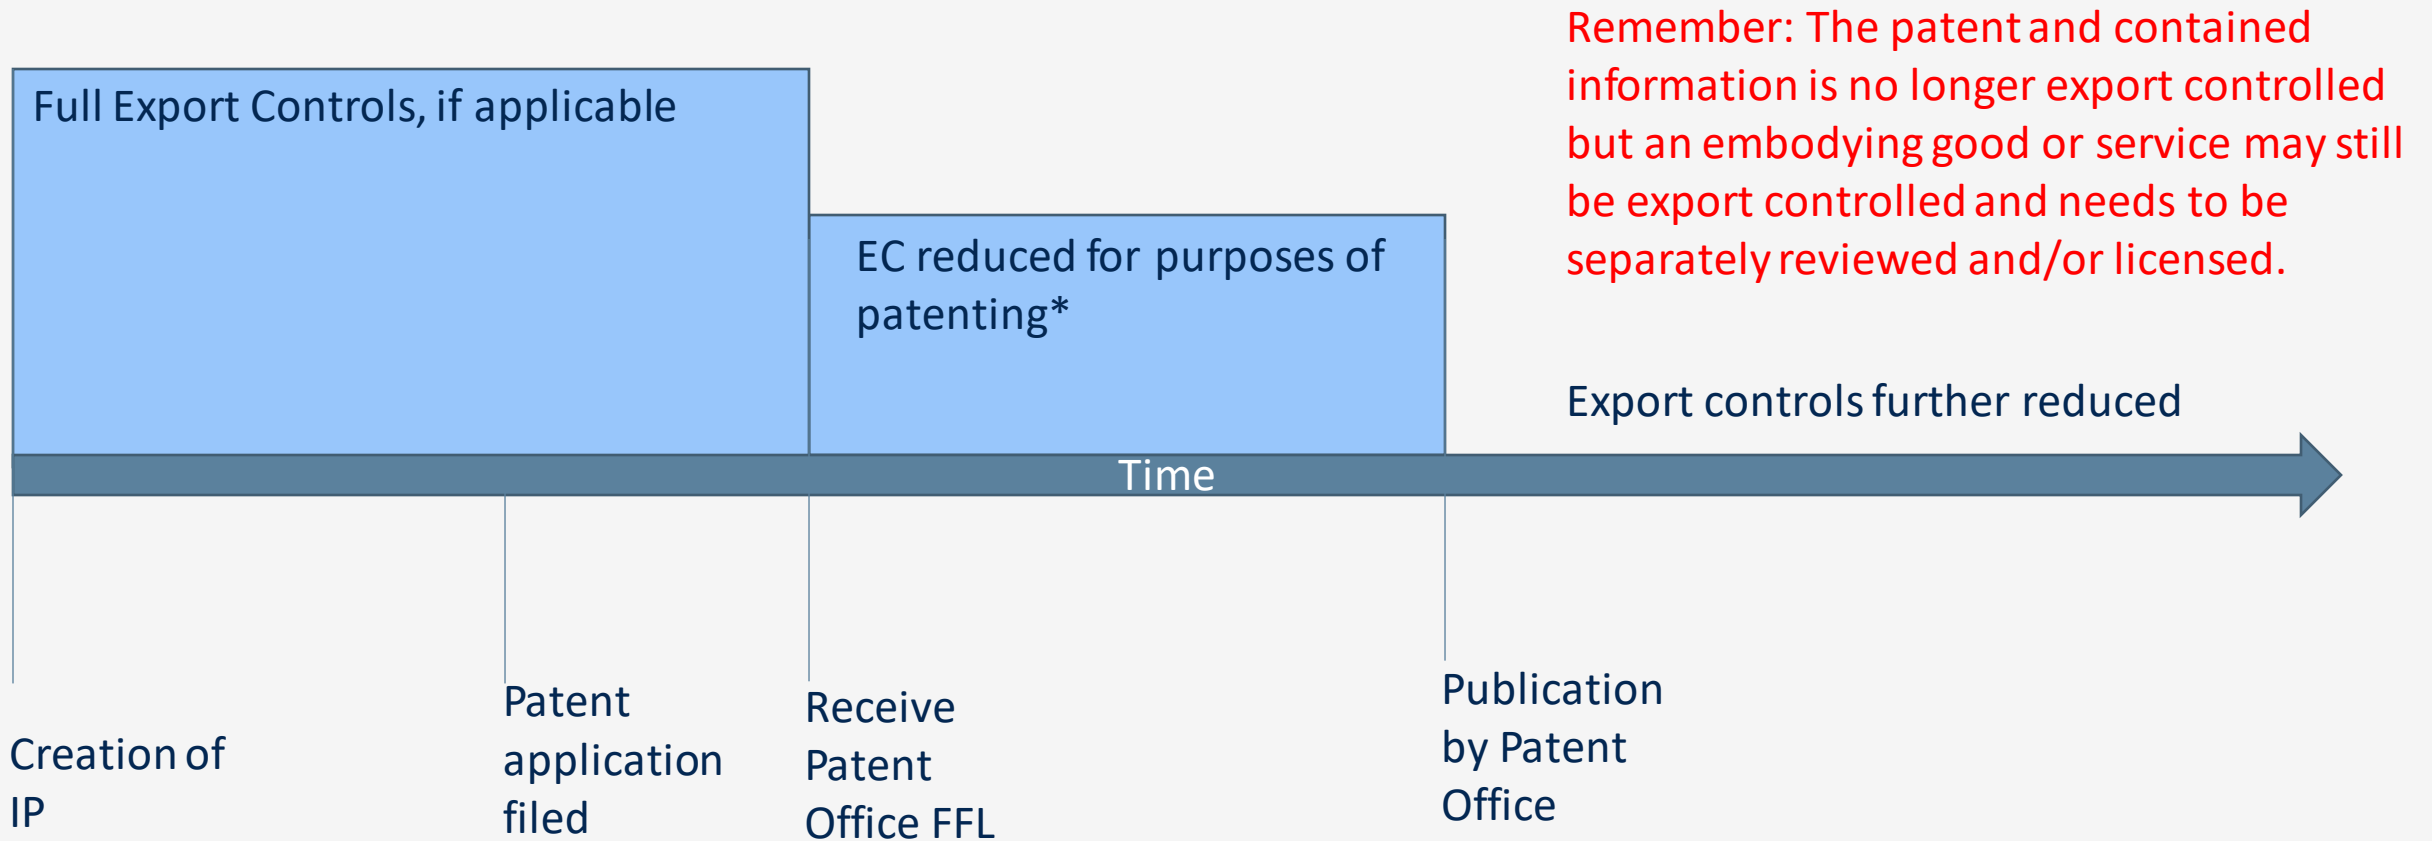 Remember: The patent and contained
information is no longer export controlled
but an embodying good or service may still
be export controlled and needs to be
separately reviewed and/or licensed.
Full Export Controls, if applicable
EC reduced for purposes of
patenting*
Export controls further reduced
Time
Creation of
IP
Patent
application
filed
Receive
Patent
Office FFL
Publication
by Patent
Office